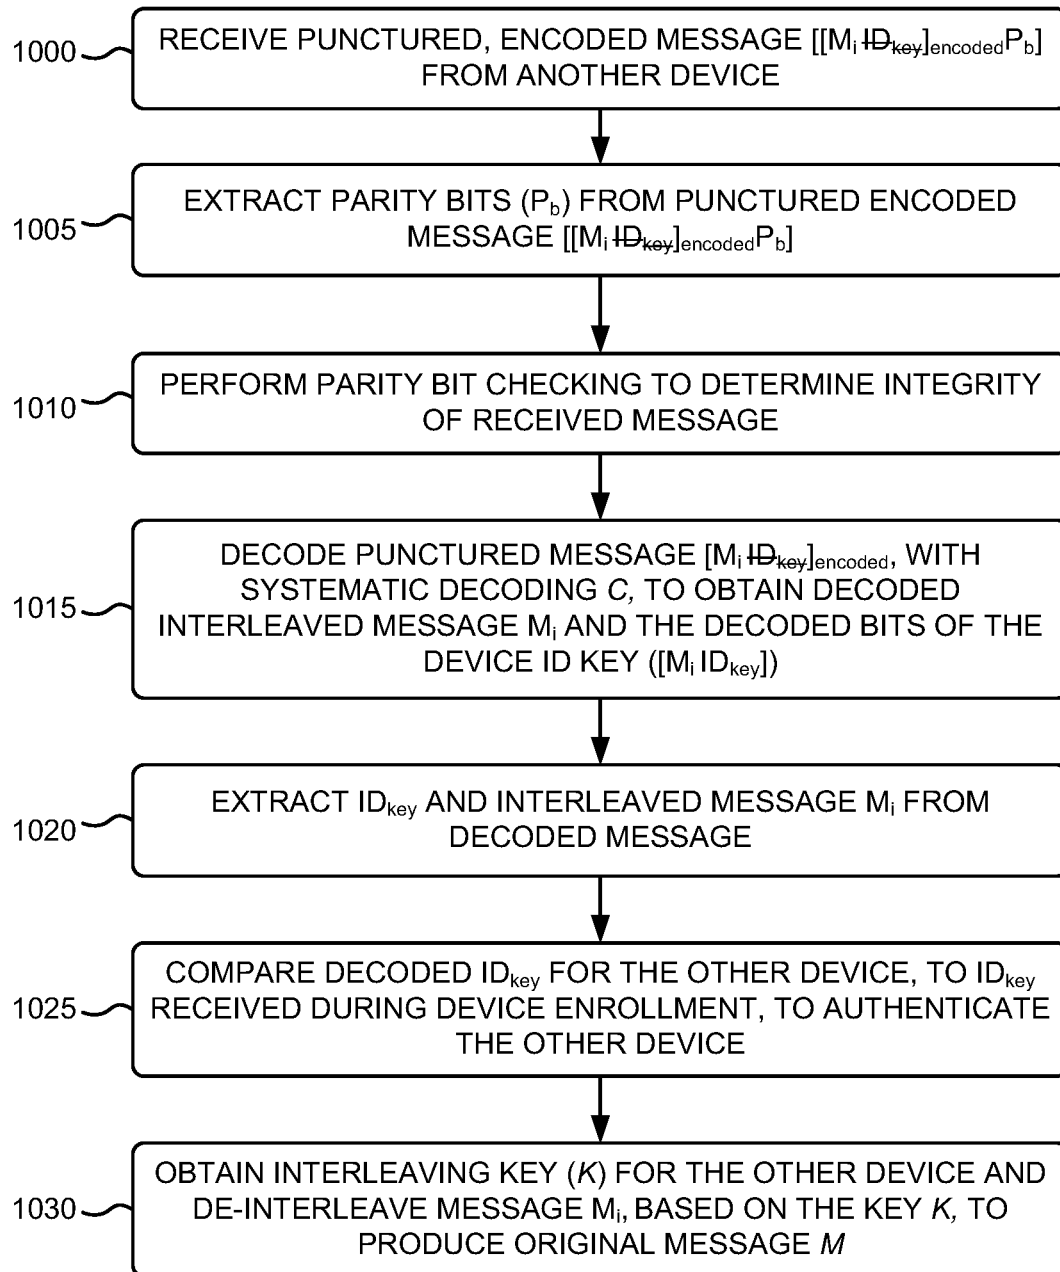 1000
RECEIVE PUNCTURED, ENCODED MESSAGE [[Mi IDkey]encodedPb]
FROM ANOTHER DEVICE
1005
EXTRACT PARITY BITS (Pb) FROM PUNCTURED ENCODED
MESSAGE [[Mi IDkey]encodedPb]
1010
PERFORM PARITY BIT CHECKING TO DETERMINE INTEGRITY
OF RECEIVED MESSAGE
1015
DECODE PUNCTURED MESSAGE [Mi IDkey]encoded, WITH
SYSTEMATIC DECODING C, TO OBTAIN DECODED
INTERLEAVED MESSAGE Mi AND THE DECODED BITS OF THE
DEVICE ID KEY ([Mi IDkey])
1020
EXTRACT IDkey AND INTERLEAVED MESSAGE Mi FROM
DECODED MESSAGE
1025
COMPARE DECODED IDkey FOR THE OTHER DEVICE, TO IDkey
RECEIVED DURING DEVICE ENROLLMENT, TO AUTHENTICATE
THE OTHER DEVICE
1030
OBTAIN INTERLEAVING KEY (K) FOR THE OTHER DEVICE AND
DE-INTERLEAVE MESSAGE Mi, BASED ON THE KEY K, TO
PRODUCE ORIGINAL MESSAGE M